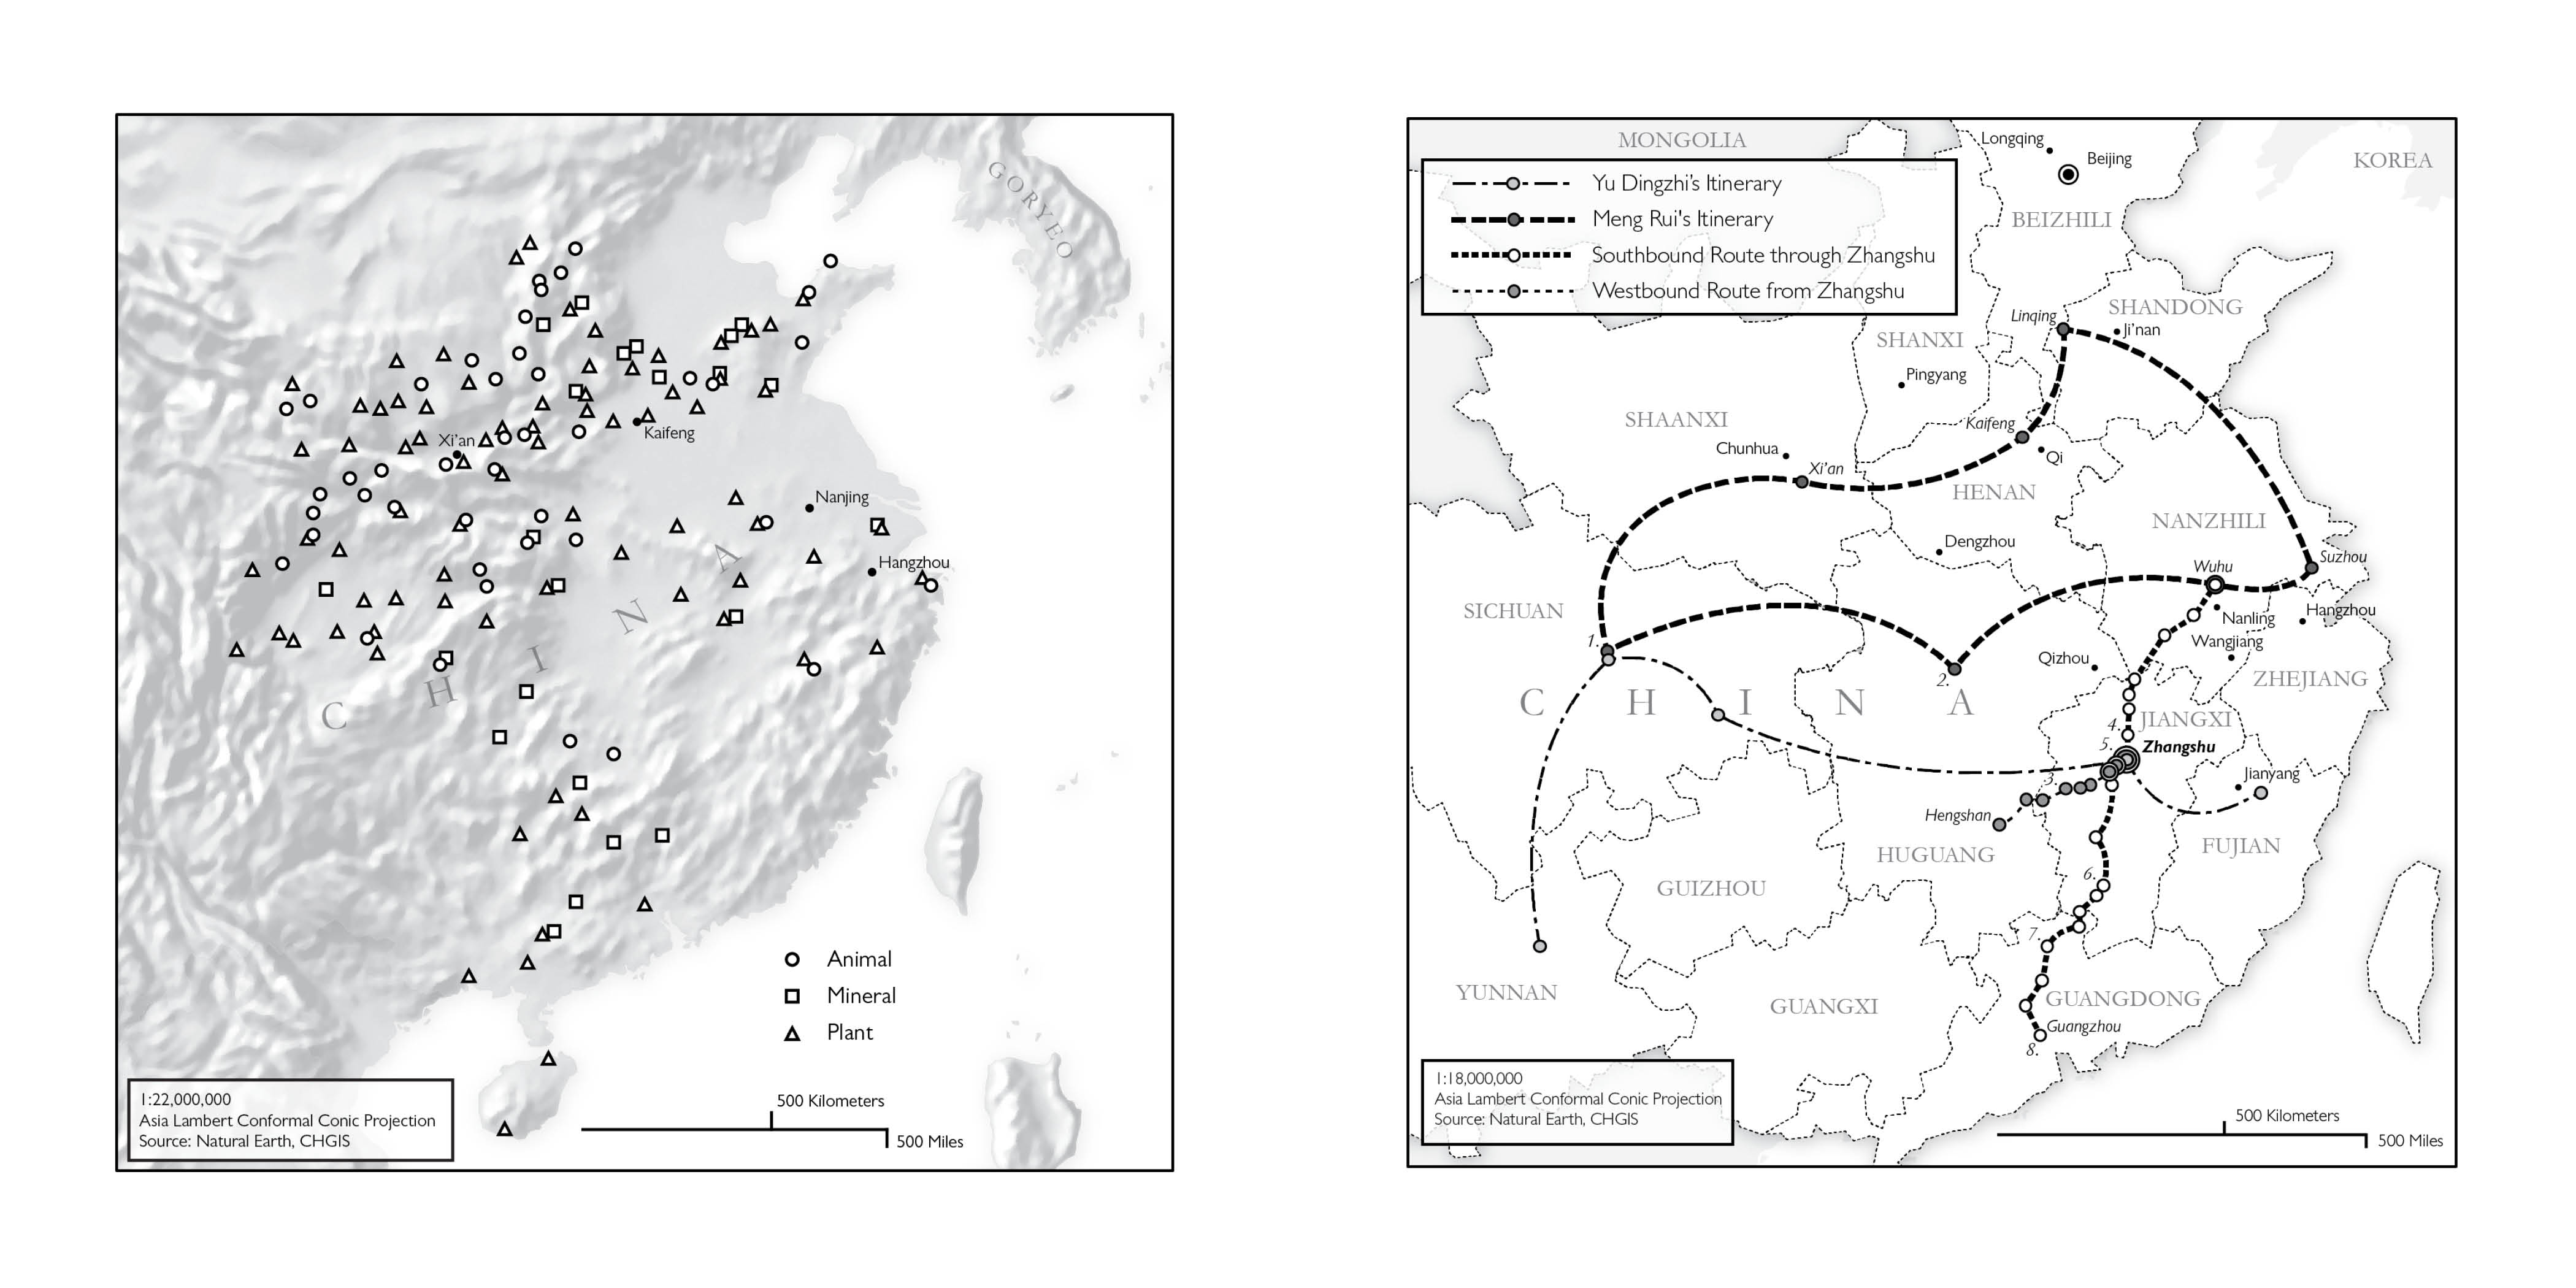 GORYEO
Xi'an
Kaifeng
Nanjing
Hangzhou
CHINA
Animal
Mineral
Plant
1:22,000,000
Asia Lambert Conformal Conic Projection
Source: Natural Earth, CHGIS
500 Kilometers
500 Miles
MONGOLIA
Longqing
Beijing
KOREA
Yu Dingzhi's Itinerary
Meng Rui's Itinerary
Southbound Route through Zhangshu
Westbound Route from Zhangshu
BEIZHILI
SHANDONG
Linqing
Ji'nan
SHANXI
Pingyang
SHAANXI
Kaifeng
Chunhua
Qi
Xi'an
HENAN
NANZHILI
Dengzhou
Suzhou
Wuhu
SICHUAN
Hangzhou
Nanling
1.
Wangjiang
Qizhou
2.
ZHEJIANG
CHINA
JIANGXI
4.
5.
Zhangshu
3.
Jianyang
Hengshan
FUJIAN
HUGUANG
6.
GUIZHOU
7.
YUNNAN
GUANGDONG
GUANGXI
Guangzhou
8.
1:18,000,000
Asia Lambert Conformal Conic Projection
Source: Natural Earth, CHGIS
500 Kilometers
500 Miles